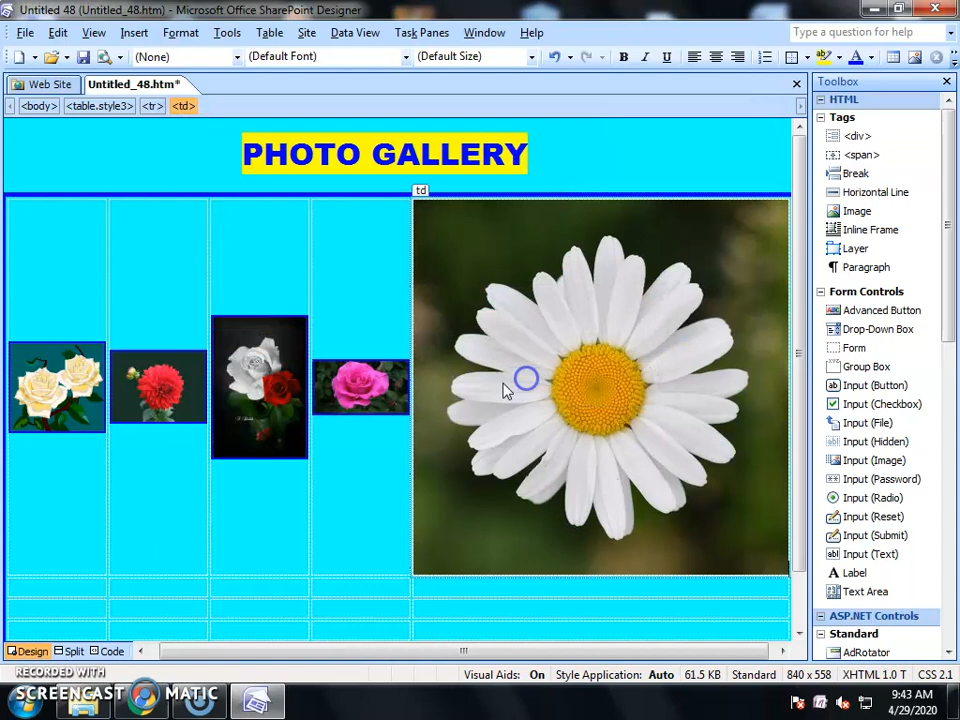 Untitled 48 (Untitled_48.htm) - Microsoft Office SharePoint Designer
File Edit View Insert Format Tools Table Site Data View Task Panes Window Help
Type a question for help
(None) (Default Font) (Default Size) B I U A
Web Site Untitled_48.htm*
Toolbox
<body> <table.style3> <tr> <td>
HTML
Tags
<div>
<span>
Break
Horizontal Line
Image
Inline Frame
Layer
Paragraph
Form Controls
Advanced Button
Drop-Down Box
Form
Group Box
Input (Button)
Input (Checkbox)
Input (File)
Input (Hidden)
Input (Image)
Input (Password)
Input (Radio)
Input (Reset)
Input (Submit)
Input (Text)
Label
Text Area
ASP.NET Controls
Standard
AdRotator
PHOTO GALLERY
td
Design Split Code
Visual Aids: On Style Application: Auto 61.5 KB Standard 840 x 558 XHTML 1.0 T CSS 2.1
RECORDED WITH
SCREENCAST MATIC
9:43 AM
4/29/2020